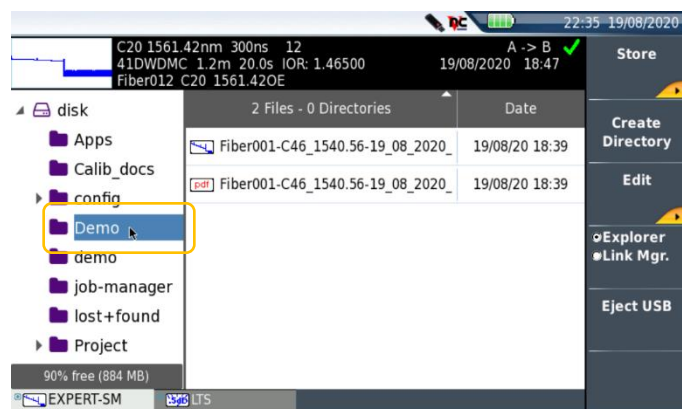 22:35 19/08/2020
C20 1561.42nm 300ns 12 A -> B
41DWDMC 1.2m 20.0s IOR: 1.46500 19/08/2020 18:47
Fiber012 C20 1561.42OE
Store
disk
2 Files - 0 Directories Date
Apps
Fiber001-C46_1540.56-19_08_2020_ 19/08/20 18:39
Create
Directory
Calib_docs
pdf Fiber001-C46_1540.56-19_08_2020_ 19/08/20 18:39
Edit
config
Demo
Explorer
Link Mgr.
demo
job-manager
lost+found
Eject USB
Project
90% free (884 MB)
EXPERT-SM
LTS